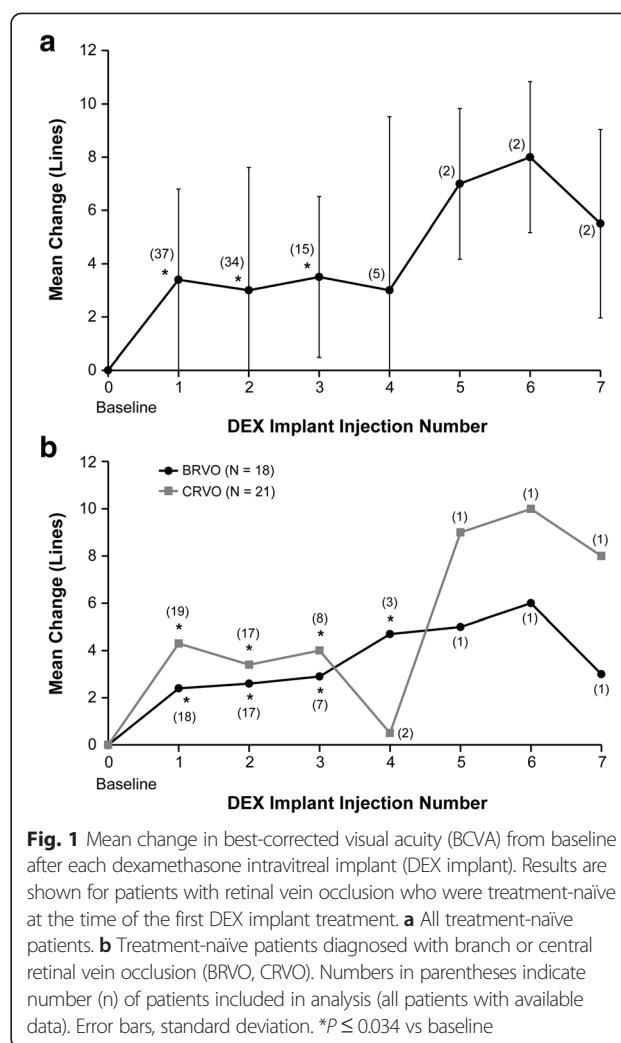 a
12
10
8
6
4
2
0
Mean Change (Lines)
(37)
*
(34)
*
(15)
*
(5)
(2)
(2)
(2)
0 1 2 3 4 5 6 7
Baseline
DEX Implant Injection Number
b
12
10
8
6
4
2
0
Mean Change (Lines)
BRVO (N = 18)
CRVO (N = 21)
(19)
*
(17)
*
(8)
*
(3)
*
(1)
(1)
(1)
*
(18)
*
(17)
*
(7)
(2)
(1)
(1)
(1)
0 1 2 3 4 5 6 7
Baseline
DEX Implant Injection Number
Fig. 1 Mean change in best-corrected visual acuity (BCVA) from baseline
after each dexamethasone intravitreal implant (DEX implant). Results are
shown for patients with retinal vein occlusion who were treatment-naïve
at the time of the first DEX implant treatment. a All treatment-naïve
patients. b Treatment-naïve patients diagnosed with branch or central
retinal vein occlusion (BRVO, CRVO). Numbers in parentheses indicate
number (n) of patients included in analysis (all patients with available
data). Error bars, standard deviation. *P ≤ 0.034 vs baseline